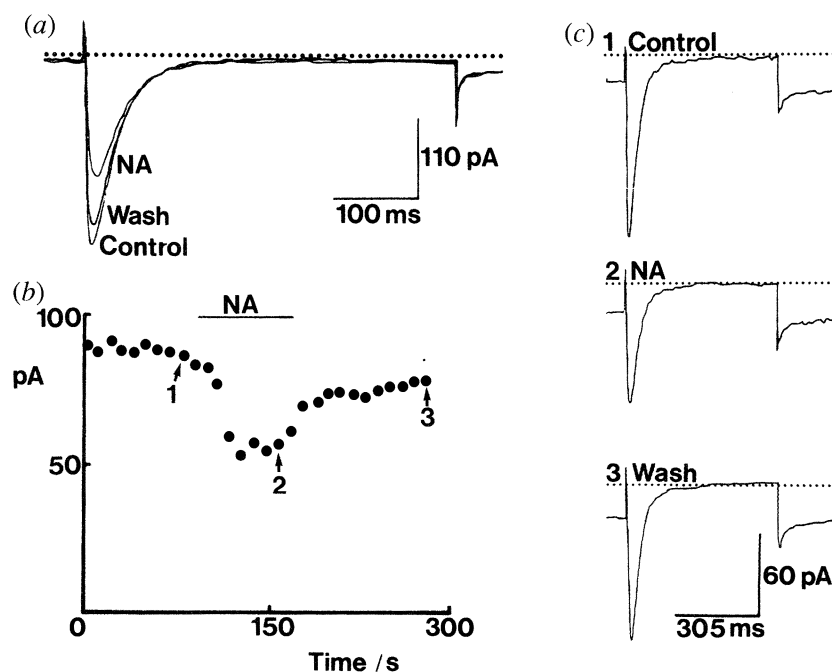 (a)
NA
Wash
Control
110 pA
100 ms
(b)
NA
100
pA
50
1
2
3
0
150
300
Time /s
(c)
1 Control
2 NA
3 Wash
60 pA
305 ms